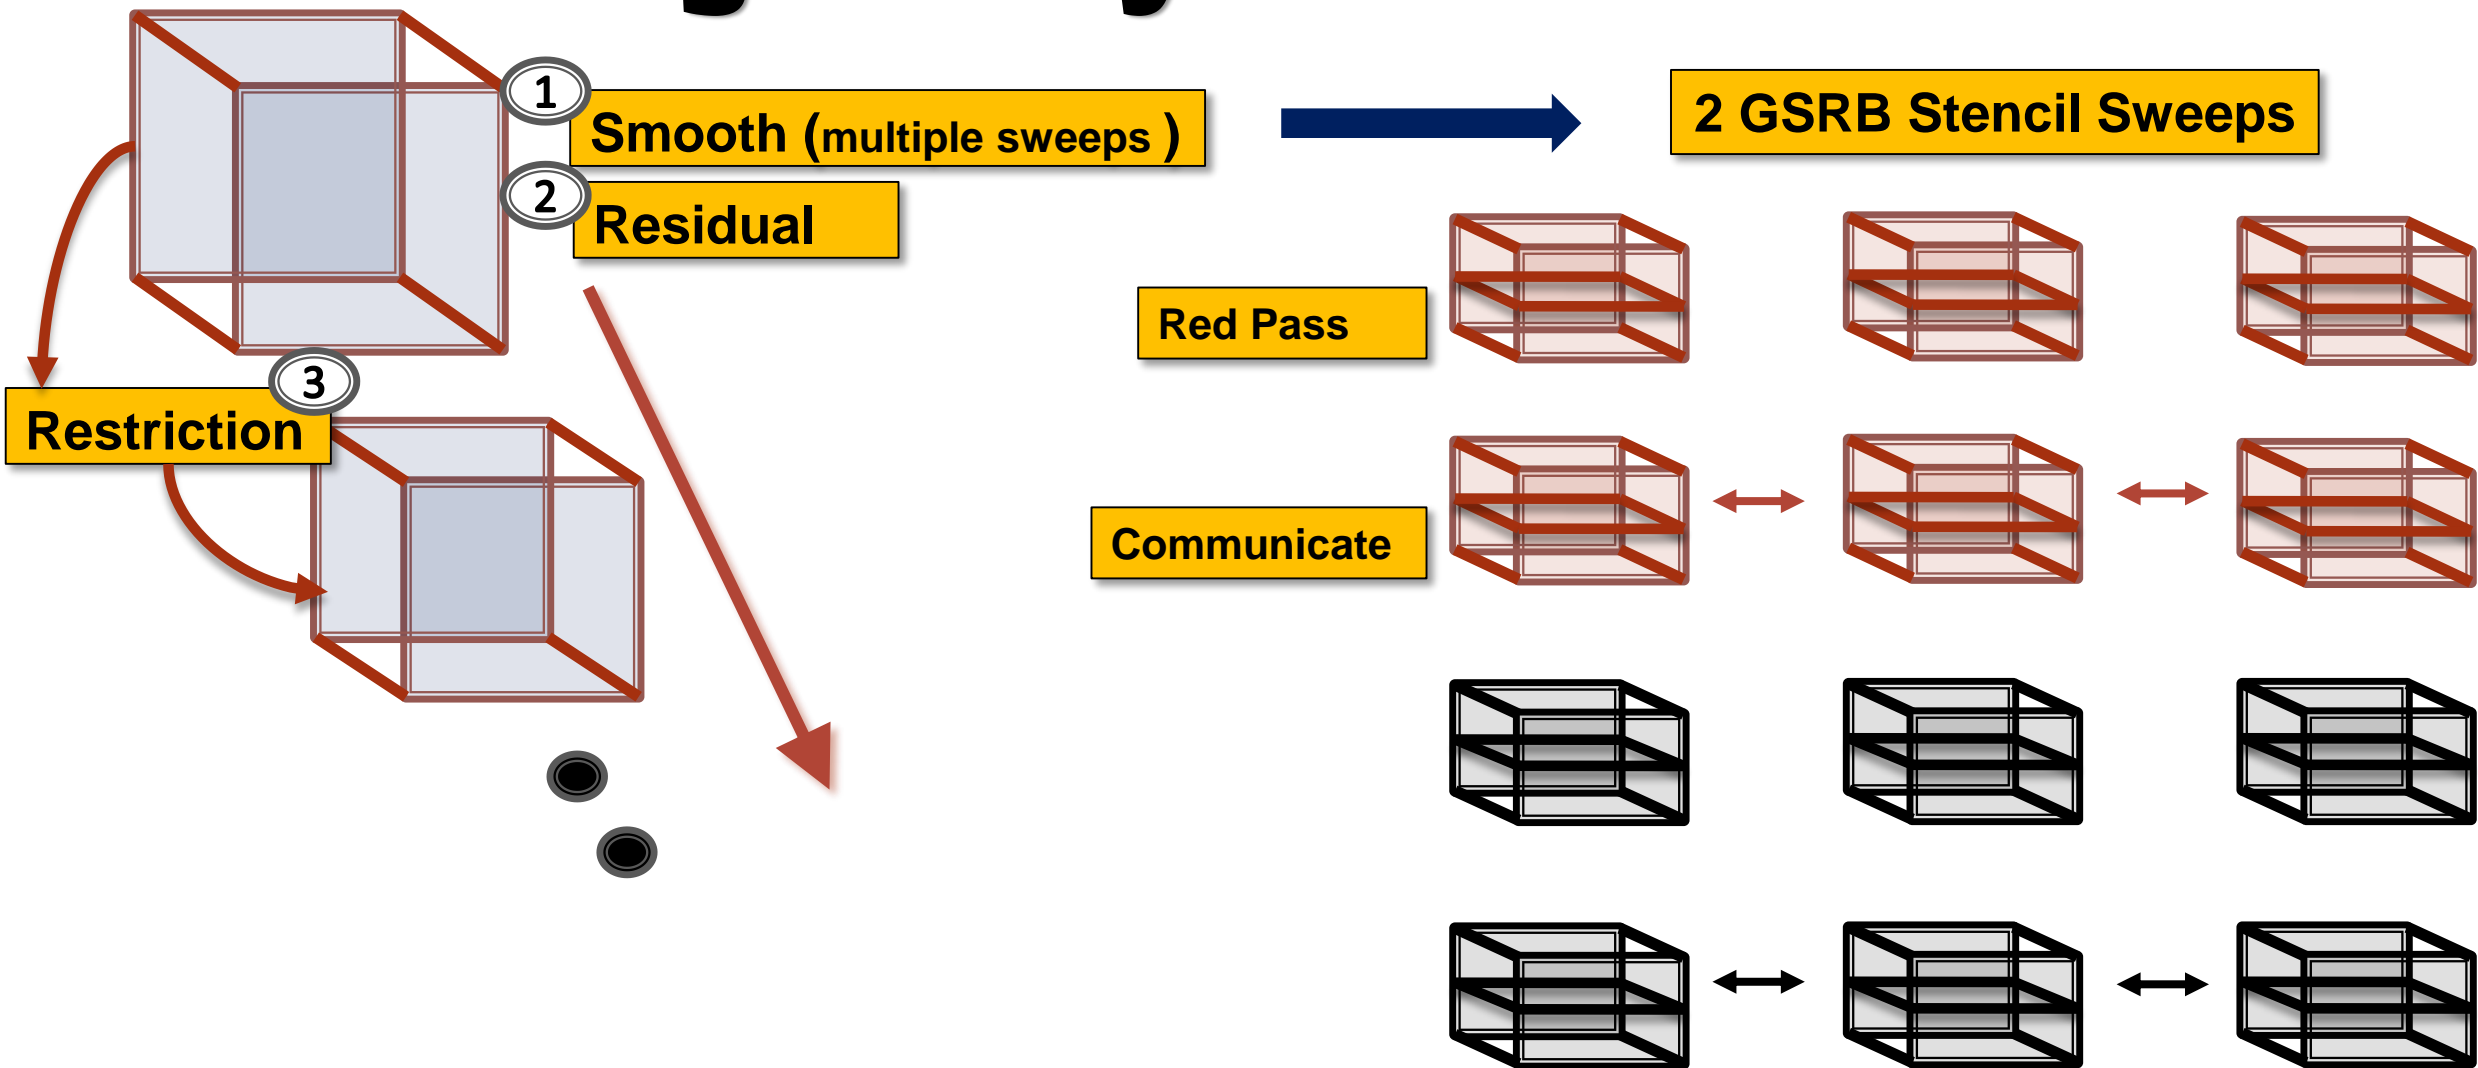 1
Smooth (multiple sweeps )
2 GSRB Stencil Sweeps
2
Residual
Red Pass
3
Restriction
Communicate